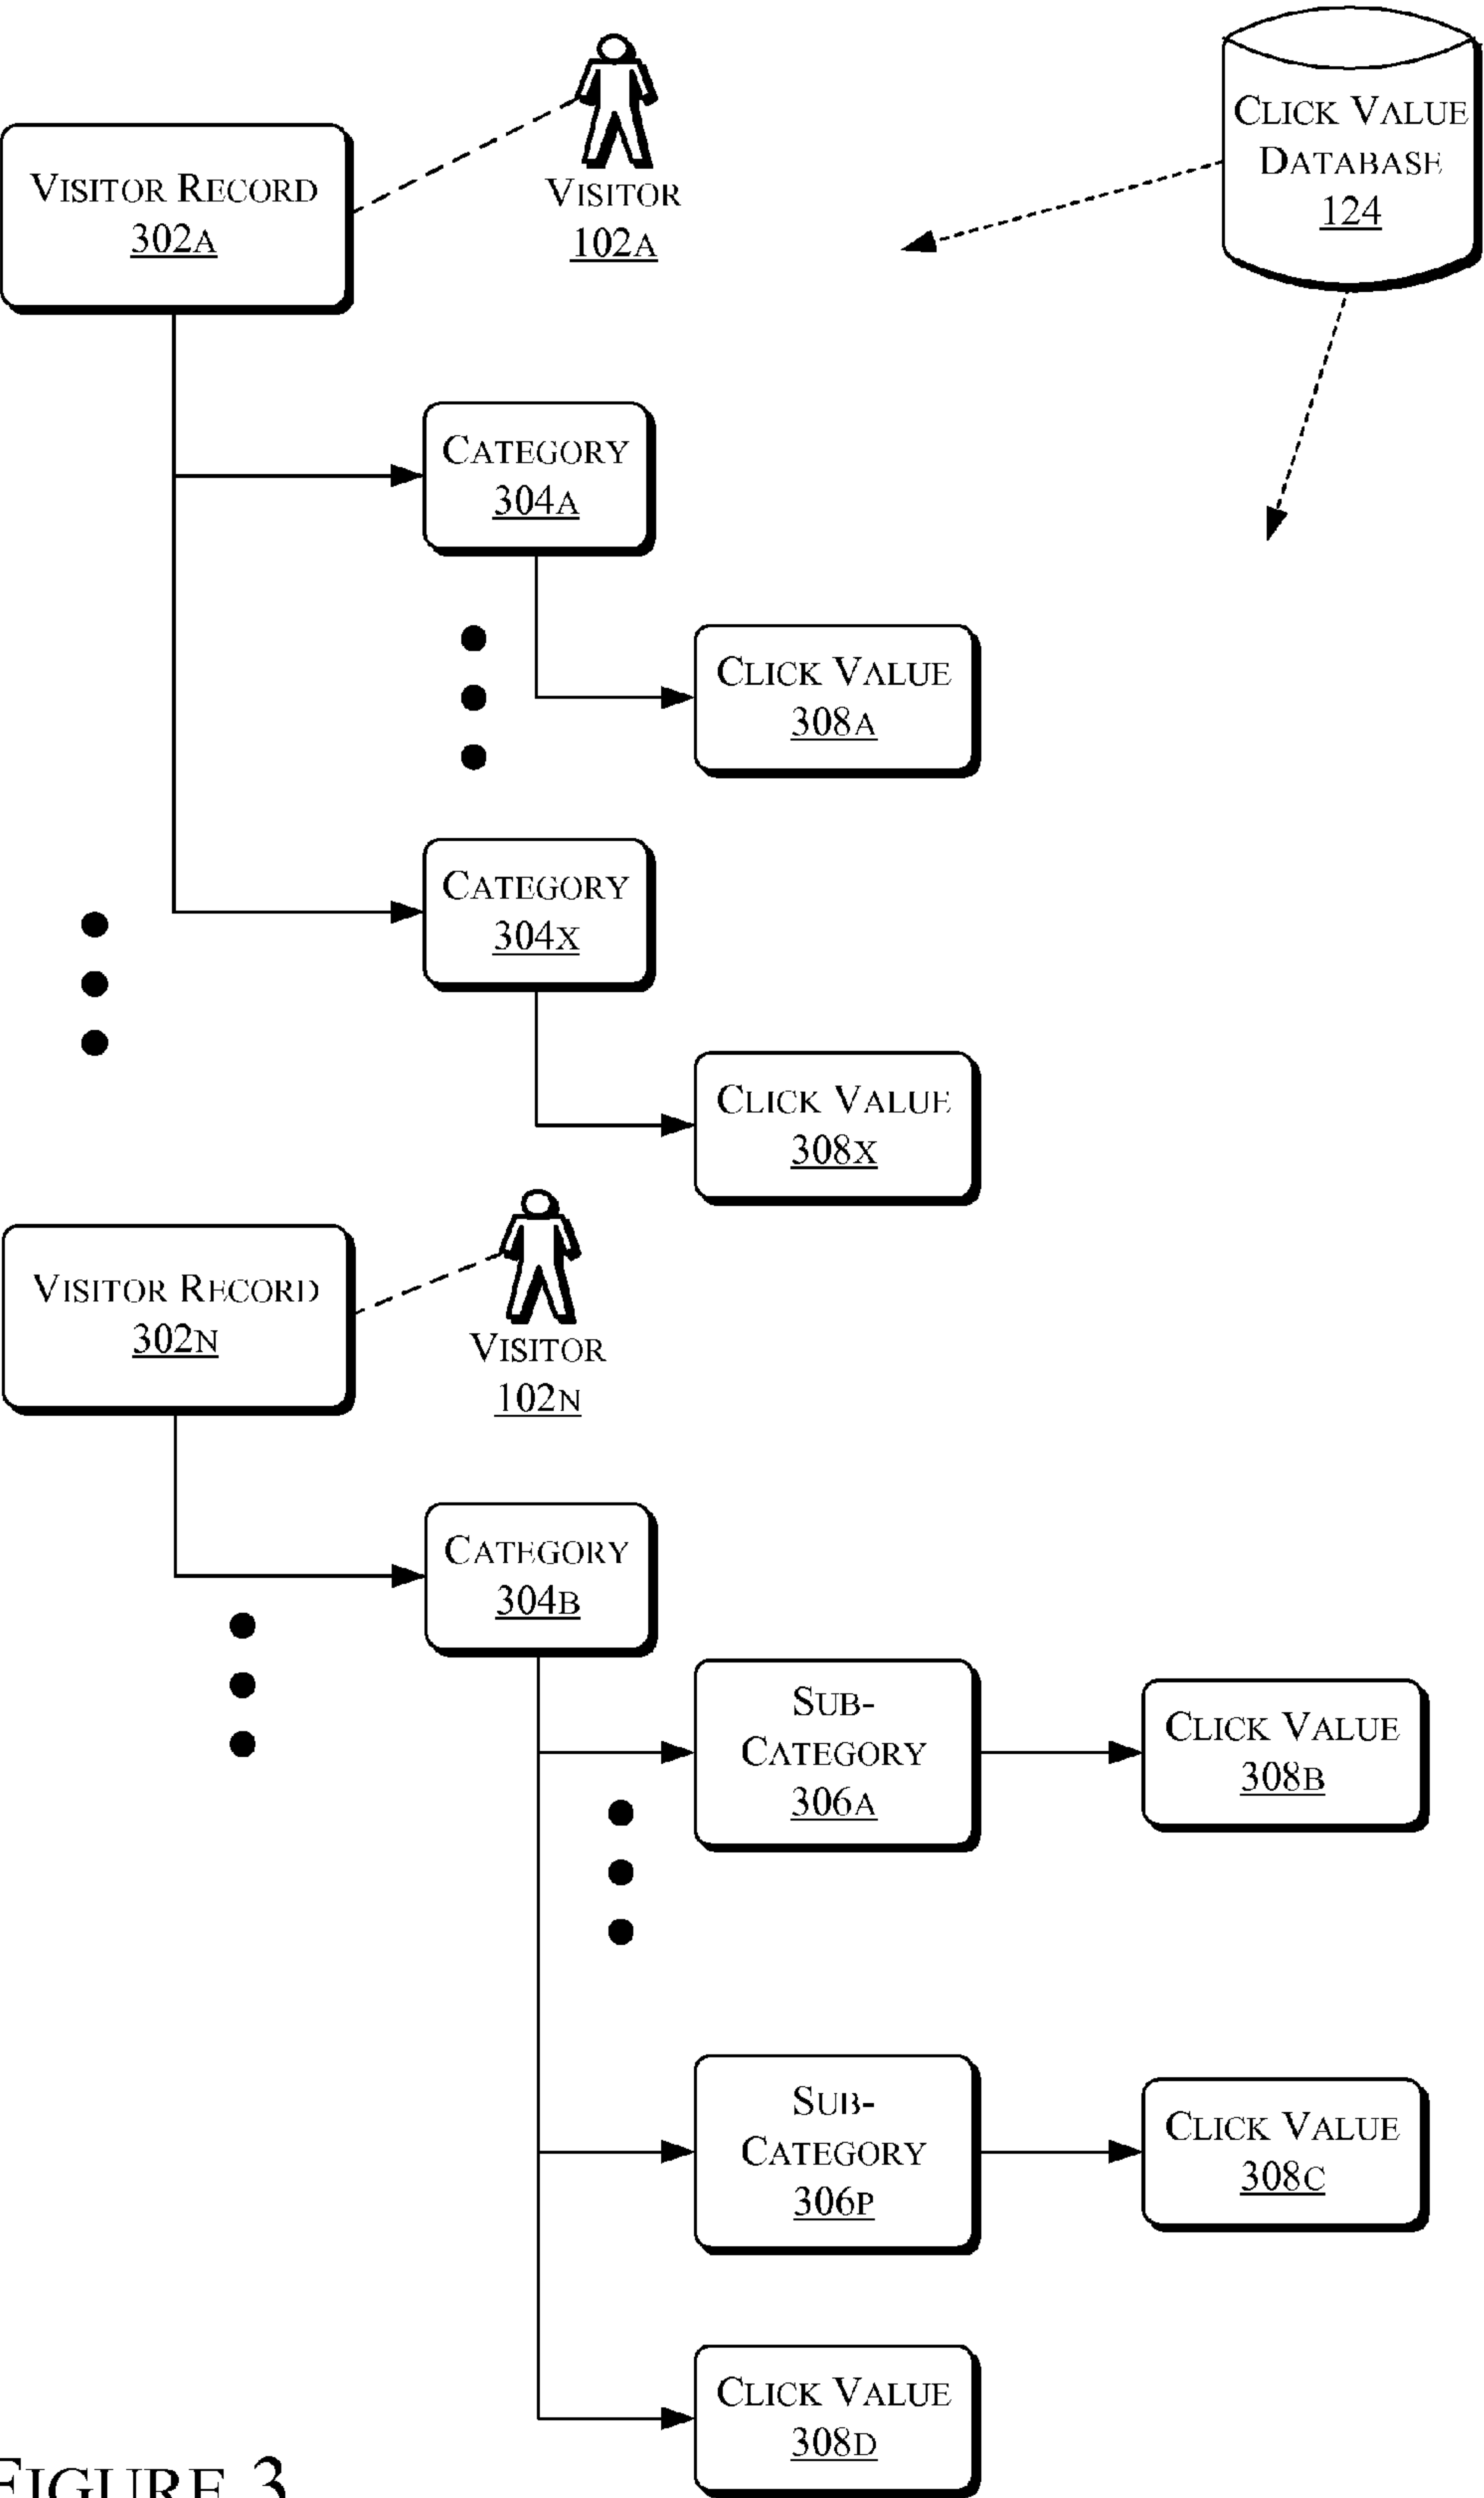 VISITOR
102A
CLICK VALUE
DATABASE
124
VISITOR RECORD
302A
CATEGORY
304A
CLICK VALUE
308A
CATEGORY
304X
CLICK VALUE
308X
VISITOR RECORD
302N
VISITOR
102N
CATEGORY
304B
SUB-
CATEGORY
306A
CLICK VALUE
308B
SUB-
CATEGORY
306P
CLICK VALUE
308C
CLICK VALUE
308D
FIGURE 3